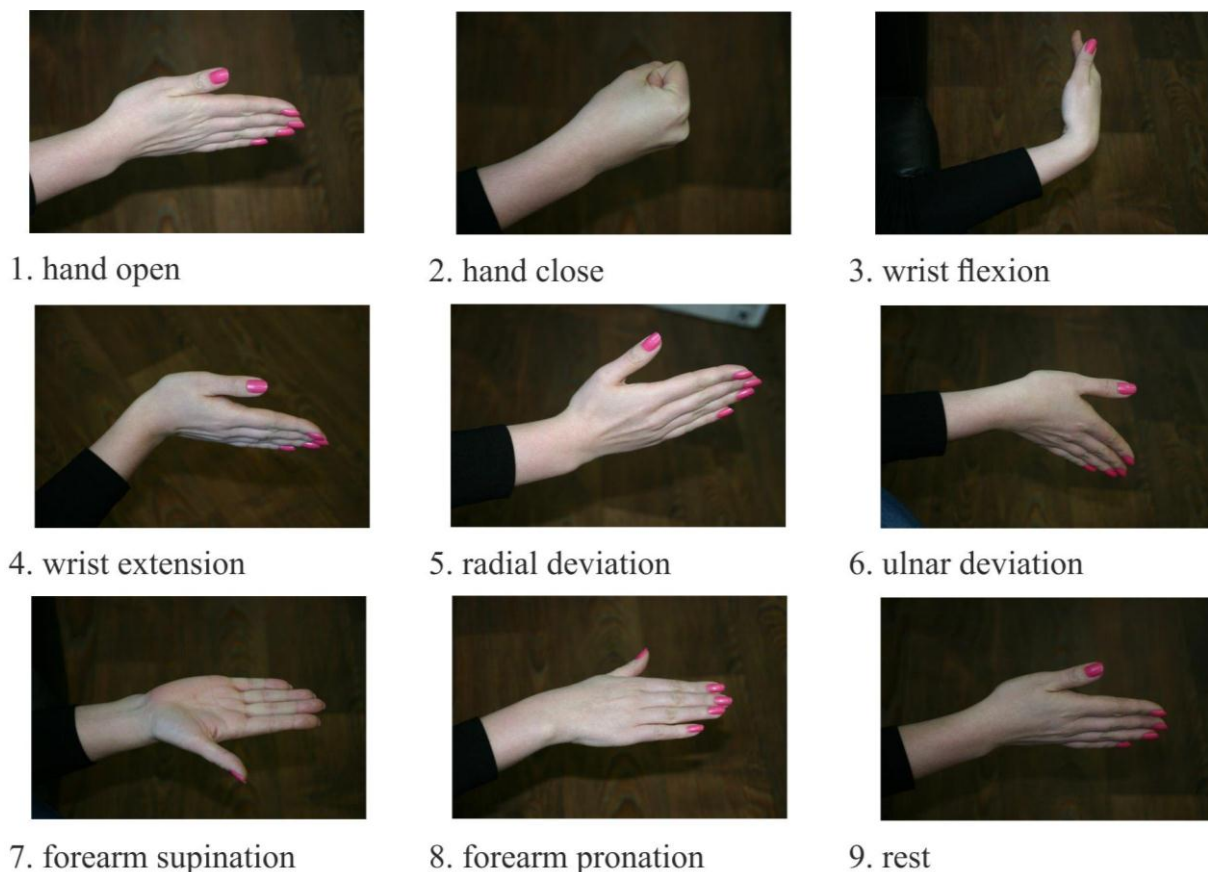 1. hand open
2. hand close
3. wrist flexion
4. wrist extension
5. radial deviation
6. ulnar deviation
7. forearm supination
8. forearm pronation
9. rest